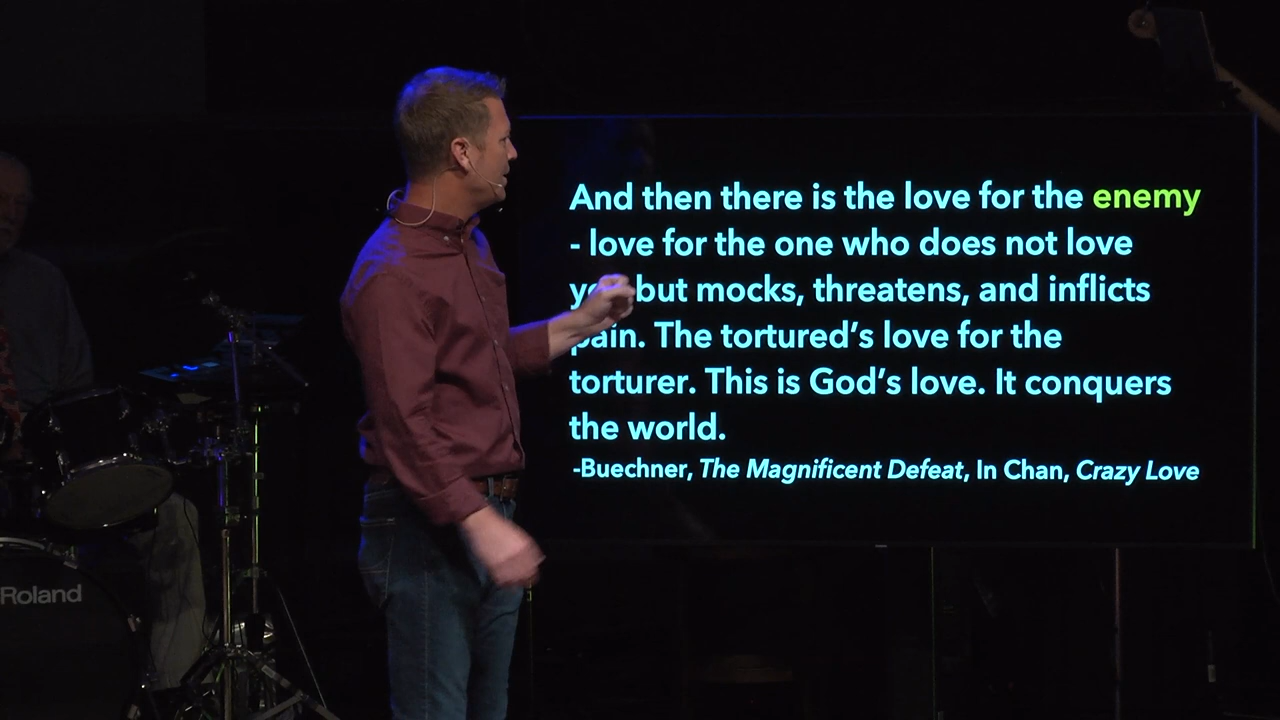 And then there is the love for the enemy
- love for the one who does not love
but mocks, threatens, and inflicts
pain. The tortured’s love for the
torturer. This is God’s love. It conquers
the world.
-Buechner, The Magnificent Defeat, In Chan, Crazy Love
Roland